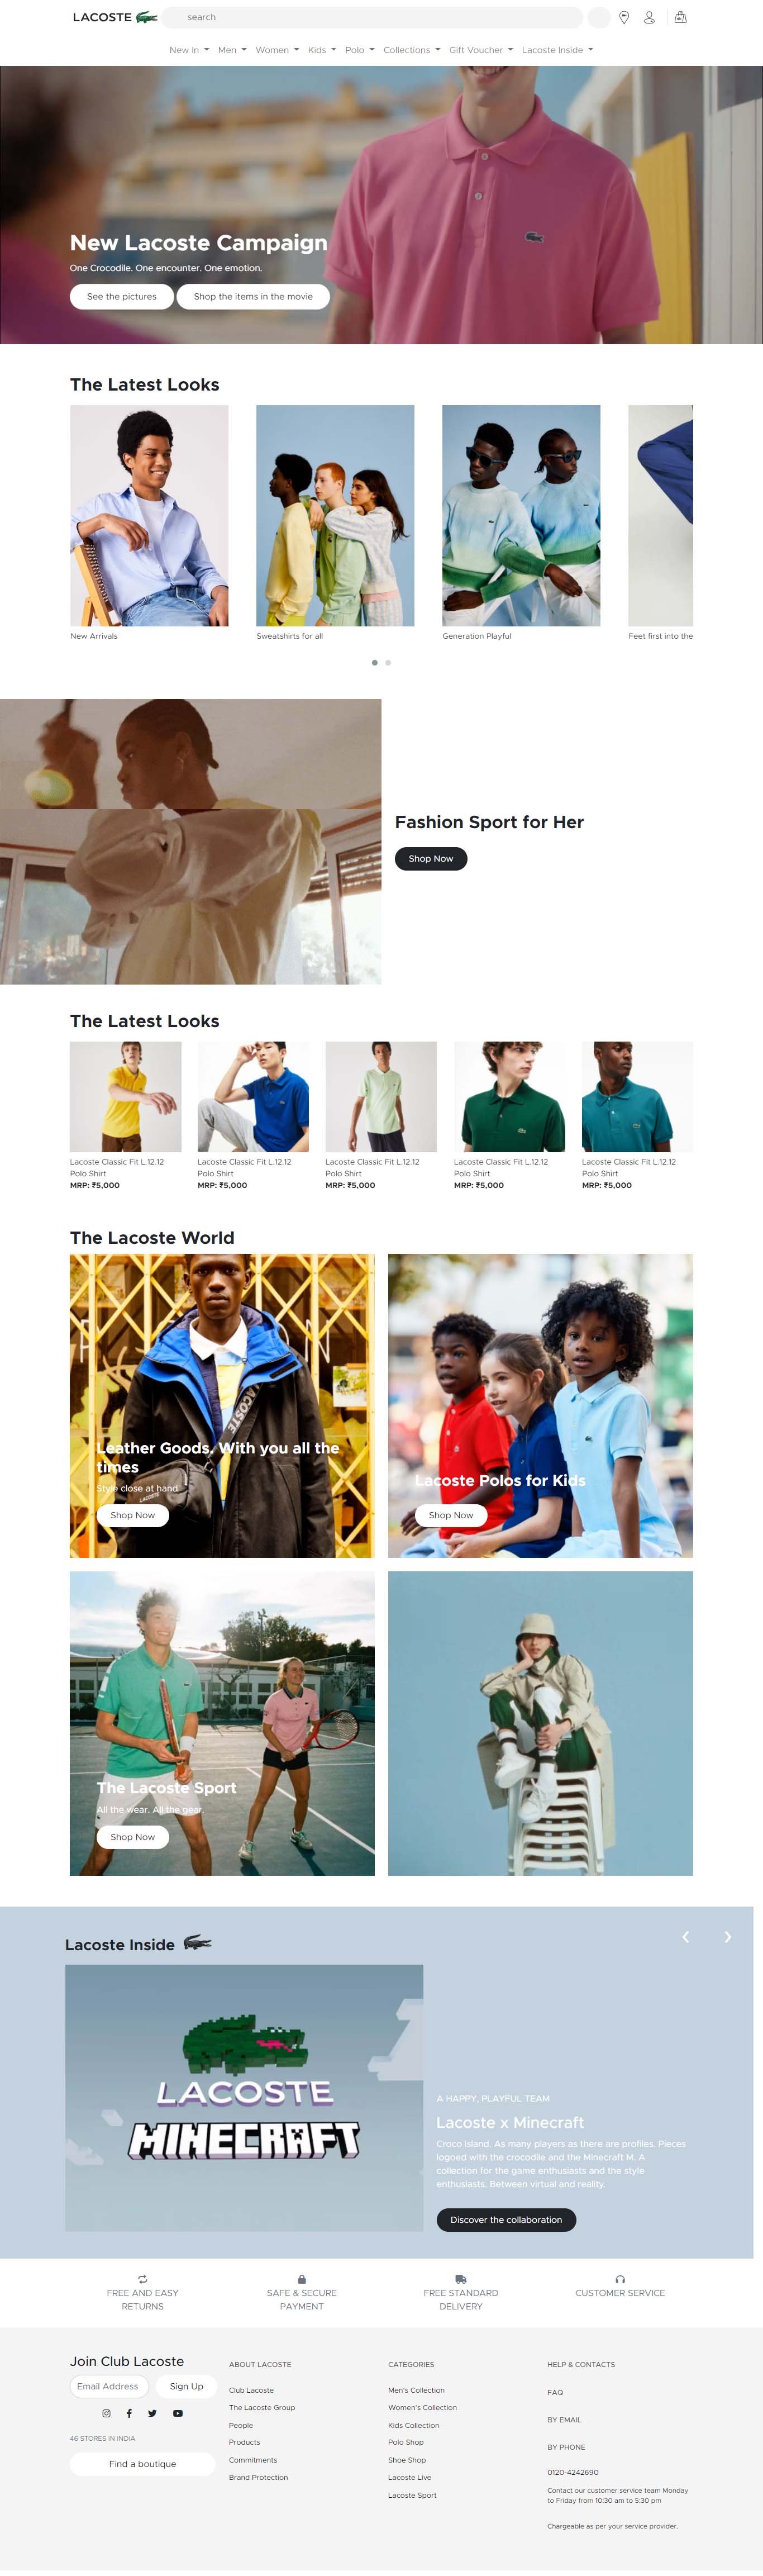 LACOSTE
search
New In
Men
Women
Kids
Polo
Collections
Gift Voucher
Lacoste Inside
New Lacoste Campaign
One Crocodile. One encounter. One emotion.
See the pictures
Shop the items in the movie
The Latest Looks
New Arrivals
Sweatshirts for all
Generation Playful
Feet first into the
Fashion Sport for Her
Shop Now
The Latest Looks
Lacoste Classic Fit L.12.12
Polo Shirt
MRP: ₹5,000
Lacoste Classic Fit L.12.12
Polo Shirt
MRP: ₹5,000
Lacoste Classic Fit L.12.12
Polo Shirt
MRP: ₹5,000
Lacoste Classic Fit L.12.12
Polo Shirt
MRP: ₹5,000
Lacoste Classic Fit L.12.12
Polo Shirt
MRP: ₹5,000
The Lacoste World
Leather Goods. With you all the
times
Style close at hand
LACOSTE
Shop Now
Lacoste Polos for Kids
Shop Now
The Lacoste Sport
All the wear. All the gear.
Shop Now
Lacoste Inside
LACOSTE
MINECRAFT
A HAPPY, PLAYFUL TEAM
Lacoste x Minecraft
Croco Island. As many players as there are profiles. Pieces
logoed with the crocodile and the Minecraft M. A
collection for the game enthusiasts and the style
enthusiasts. Between virtual and reality.
Discover the collaboration
FREE AND EASY
RETURNS
SAFE & SECURE
PAYMENT
FREE STANDARD
DELIVERY
CUSTOMER SERVICE
Join Club Lacoste
Email Address
Sign Up
46 STORES IN INDIA
Find a boutique
ABOUT LACOSTE
Club Lacoste
The Lacoste Group
People
Products
Commitments
Brand Protection
CATEGORIES
Men's Collection
Women's Collection
Kids Collection
Polo Shop
Shoe Shop
Lacoste Live
Lacoste Sport
HELP & CONTACTS
FAQ
BY EMAIL
BY PHONE
0120-4242690
Contact our customer service team Monday
to Friday from 10:30 am to 5:30 pm
Chargeable as per your service provider.